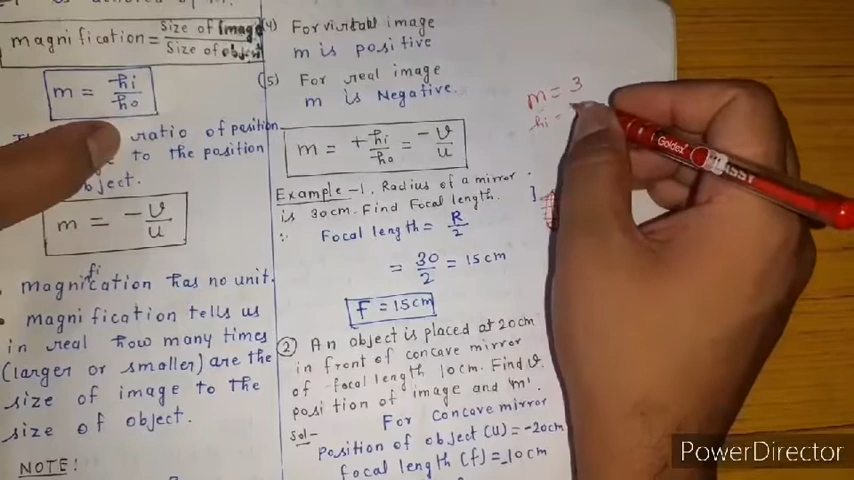 magnification = Size of Image
Size of object
m = hi
ho
ratio of position
to the position
object.
m = - v
u
magnification has no unit.
magnification tells us
in real how many times
(larger or smaller) are the
size of image to the
size of object.
NOTE:
(4) For virtual image
m is positive
(5) For real image
m is Negative.
m = + hi = - v
ho u
Example-1. Radius of a mirror
is 30cm. Find Focal length.
∴ Focal length = R
2
= 30 = 15 cm
2
F = 15cm
② An object is placed at 20cm
in front of concave mirror
of focal length 10cm. Find v.
position of image and 'm'.
Sol- For concave mirror
position of object (u) = -20cm
focal length (f) = -10cm
m = 3
hi =
Goldex
KLASSY
PowerDirector